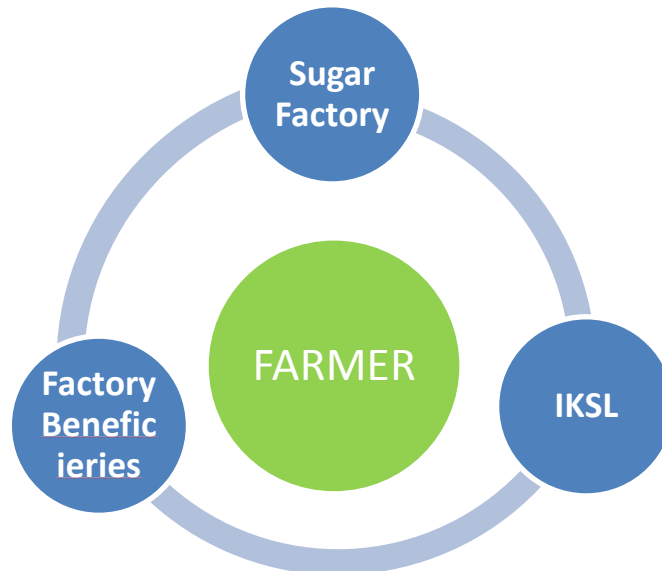 Sugar
Factory
FARMER
Factory
Benefic
ieries
IKSL